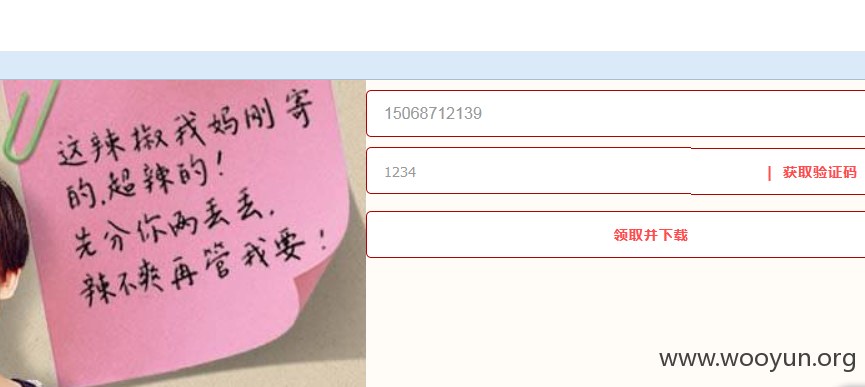 这辣椒我妈刚寄
的,超辣的!
先分你两丢丢,
辣不爽再管我要!
15068712139
1234
| 获取验证码
领取并下载
www.wooyun.org